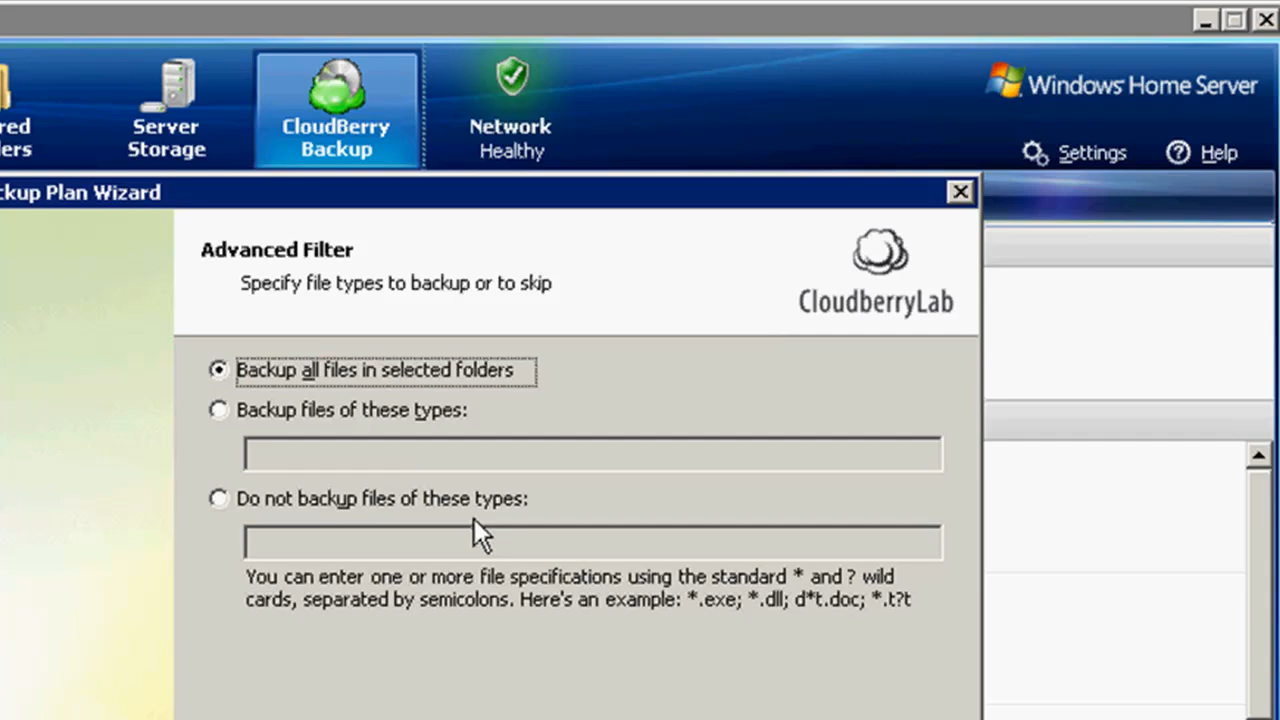 Windows Home Server
red
ers
Server
Storage
CloudBerry
Backup
Network
Healthy
Settings
Help
ckup Plan Wizard
Advanced Filter
Specify file types to backup or to skip
CloudberryLab
Backup all files in selected folders
Backup files of these types:
Do not backup files of these types:
You can enter one or more file specifications using the standard * and ? wild
cards, separated by semicolons. Here's an example: *.exe; *.dll; d*t.doc; *.t?t